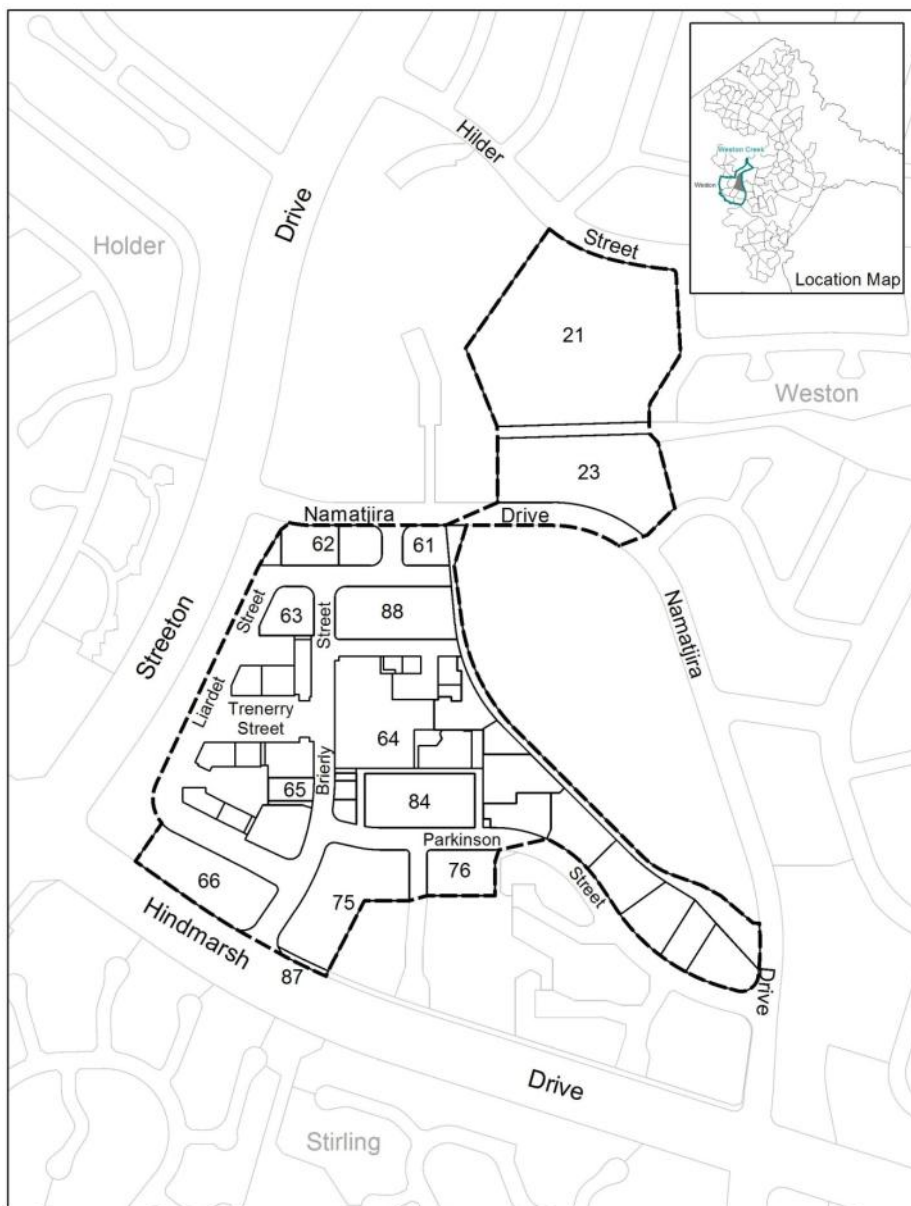 Weston Creek
Weston
Location Map
Hilder
Street
Drive
Holder
21
Weston
23
Namatjira
Drive
62
61
Street
63
Street
88
Namatjira
Streeton
Liardet
Trenerry
Street
64
Brierly
65
84
Parkinson
76
Street
66
75
Hindmarsh
87
Drive
Drive
Stirling